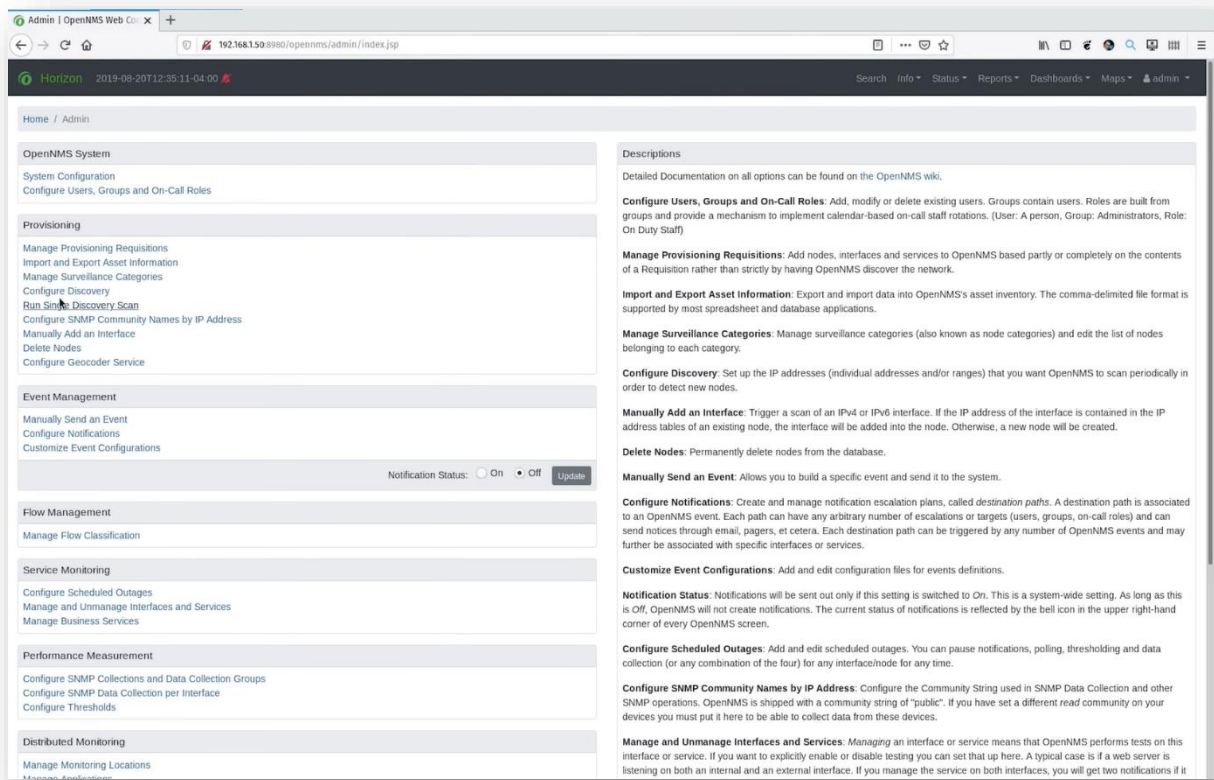 Admin | OpenNMS Web Co
192.168.1.50:8980/opennms/admin/index.jsp
Horizon 2019-08-20T12:35:11-04:00
Search Info Status Reports Dashboards Maps admin
Home / Admin
OpenNMS System
System Configuration
Configure Users, Groups and On-Call Roles
Provisioning
Manage Provisioning Requisitions
Import and Export Asset Information
Manage Surveillance Categories
Configure Discovery
Run Single Discovery Scan
Configure SNMP Community Names by IP Address
Manually Add an Interface
Delete Nodes
Configure Geocoder Service
Event Management
Manually Send an Event
Configure Notifications
Customize Event Configurations
Notification Status: On Off Update
Flow Management
Manage Flow Classification
Service Monitoring
Configure Scheduled Outages
Manage and Unmanage Interfaces and Services
Manage Business Services
Performance Measurement
Configure SNMP Collections and Data Collection Groups
Configure SNMP Data Collection per Interface
Configure Thresholds
Distributed Monitoring
Manage Monitoring Locations
Manage Applications
Descriptions
Detailed Documentation on all options can be found on the OpenNMS wiki.
Configure Users, Groups and On-Call Roles: Add, modify or delete existing users. Groups contain users. Roles are built from
groups and provide a mechanism to implement calendar-based on-call staff rotations. (User: A person, Group: Administrators, Role:
On Duty Staff)
Manage Provisioning Requisitions: Add nodes, interfaces and services to OpenNMS based partly or completely on the contents
of a Requisition rather than strictly by having OpenNMS discover the network.
Import and Export Asset Information: Export and import data into OpenNMS's asset inventory. The comma-delimited file format is
supported by most spreadsheet and database applications.
Manage Surveillance Categories: Manage surveillance categories (also known as node categories) and edit the list of nodes
belonging to each category.
Configure Discovery: Set up the IP addresses (individual addresses and/or ranges) that you want OpenNMS to scan periodically in
order to detect new nodes.
Manually Add an Interface: Trigger a scan of an IPv4 or IPv6 interface. If the IP address of the interface is contained in the IP
address tables of an existing node, the interface will be added into the node. Otherwise, a new node will be created.
Delete Nodes: Permanently delete nodes from the database.
Manually Send an Event: Allows you to build a specific event and send it to the system.
Configure Notifications: Create and manage notification escalation plans, called destination paths. A destination path is associated
to an OpenNMS event. Each path can have any arbitrary number of escalations or targets (users, groups, on-call roles) and can
send notices through email, pagers, et cetera. Each destination path can be triggered by any number of OpenNMS events and may
further be associated with specific interfaces or services.
Customize Event Configurations: Add and edit configuration files for events definitions.
Notification Status: Notifications will be sent out only if this setting is switched to On. This is a system-wide setting. As long as this
is Off, OpenNMS will not create notifications. The current status of notifications is reflected by the bell icon in the upper right-hand
corner of every OpenNMS screen.
Configure Scheduled Outages: Add and edit scheduled outages. You can pause notifications, polling, thresholding and data
collection (or any combination of the four) for any interface/node for any time.
Configure SNMP Community Names by IP Address: Configure the Community String used in SNMP Data Collection and other
SNMP operations. OpenNMS is shipped with a community string of "public". If you have set a different read community on your
devices you must put it here to be able to collect data from these devices.
Manage and Unmanage Interfaces and Services: Managing an interface or service means that OpenNMS performs tests on this
interface or service. If you want to explicitly enable or disable testing you can set that up here. A typical case is if a web server is
listening on both an internal and an external interface. If you manage the service on both interfaces, you will get two notifications if it